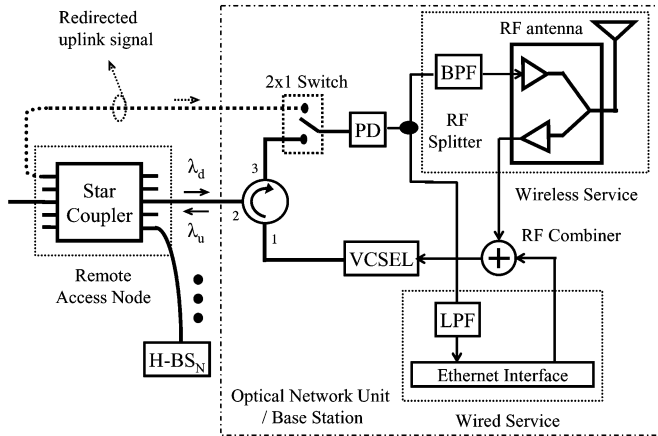 Redirected
uplink signal
RF antenna
2x1 Switch
BPF
PD
RF
Splitter
Wireless Service
Star
Coupler
λd
λu
3
2
1
Remote
Access Node
VCSEL
RF Combiner
LPF
H-BSN
Ethernet Interface
Optical Network Unit
/ Base Station
Wired Service